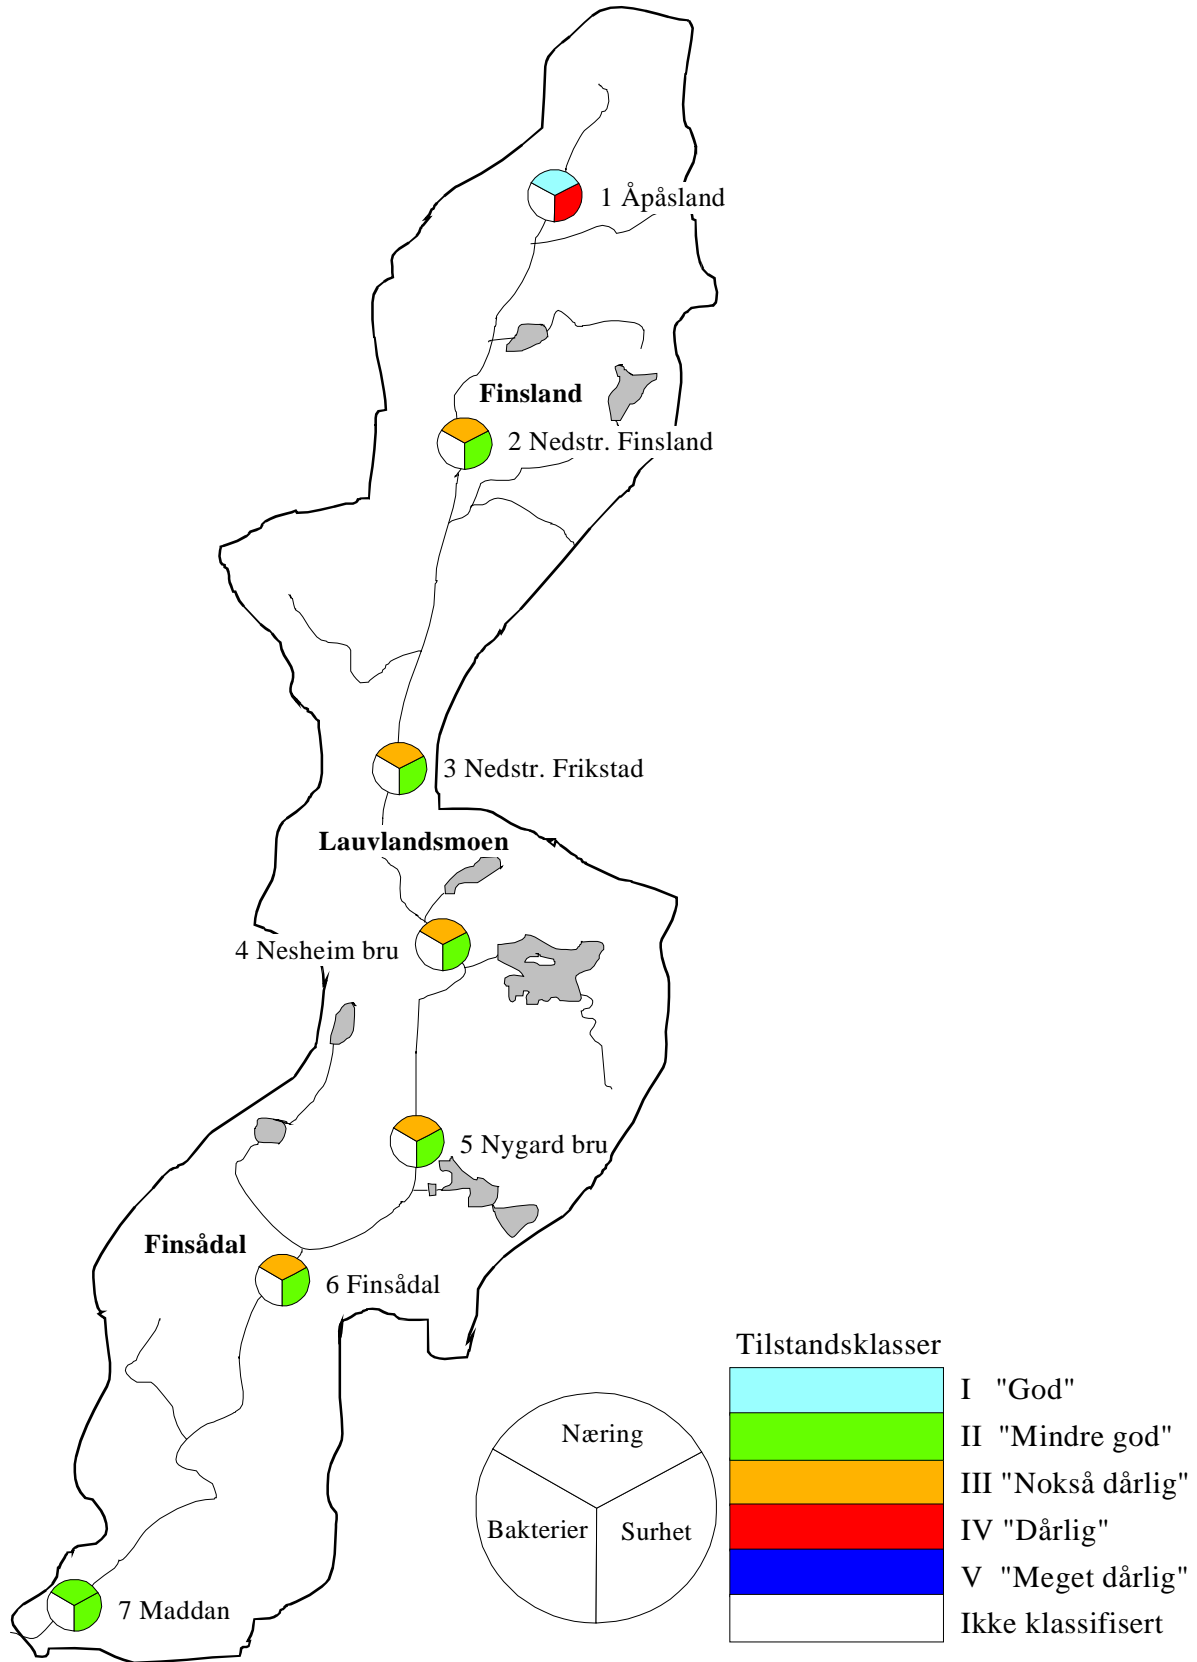 1 Åpåsland
Finsland
2 Nedstr. Finsland
3 Nedstr. Frikstad
Lauvlandsmoen
4 Nesheim bru
5 Nygard bru
Finsådal
6 Finsådal
7 Maddan
Næring
Bakterier
Surhet
Tilstandsklasser
I "God"
II "Mindre god"
III "Nokså dårlig"
IV "Dårlig"
V "Meget dårlig"
Ikke klassifisert